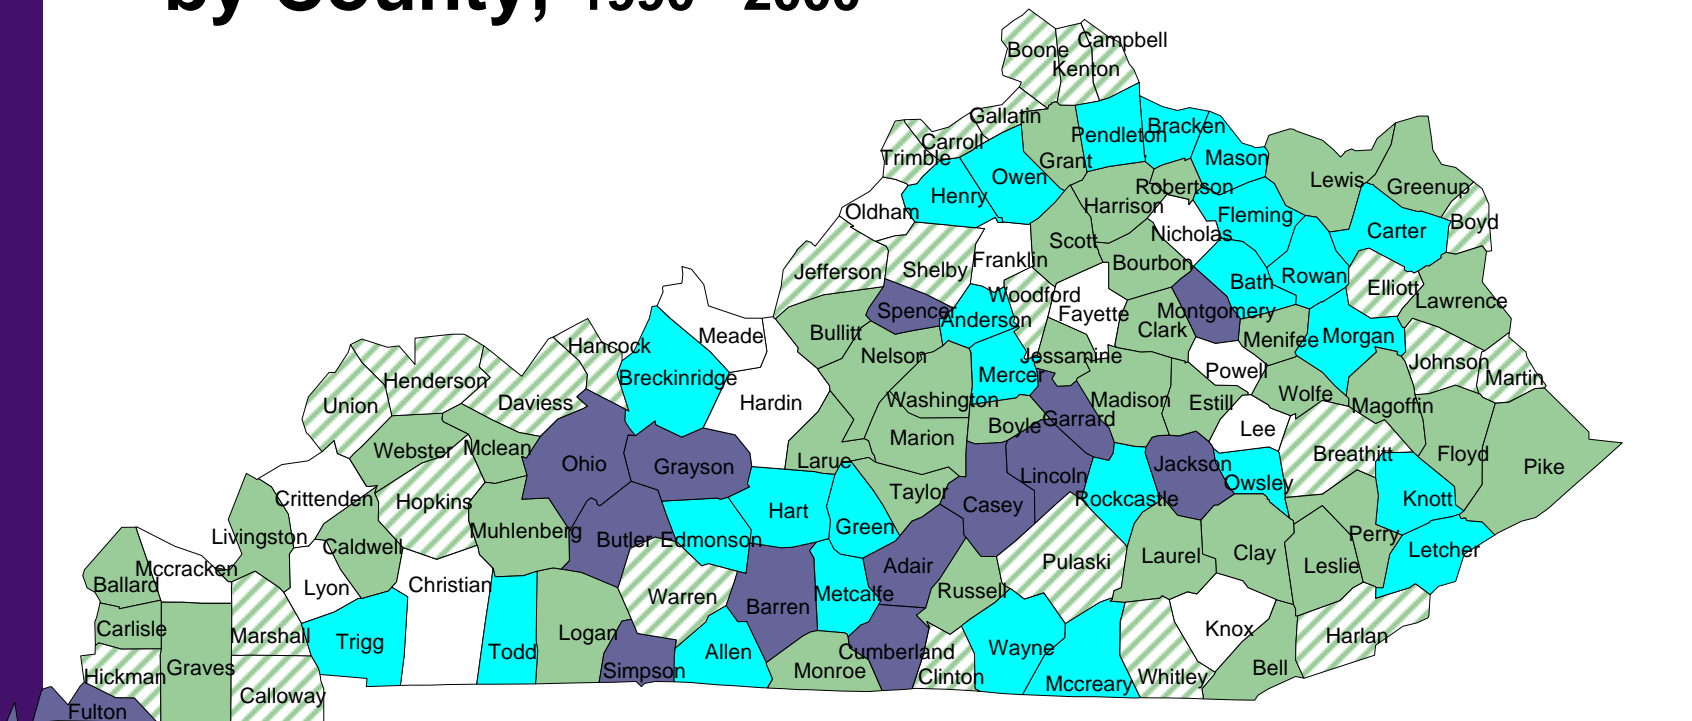 by County, 1990 - 2000
Boone
Campbell
Kenton
Gallatin
Carroll
Trimble
Grant
Pendleton
Bracken
Mason
Owen
Henry
Oldham
Robertson
Harrison
Lewis
Greenup
Boyd
Carter
Fleming
Nicholas
Scott
Franklin
Bourbon
Jefferson
Shelby
Bath
Rowan
Elliott
Lawrence
Woodford
Fayette
Spencer
Anderson
Bullitt
Clark
Montgomery
Menifee
Morgan
Meade
Hancock
Breckinridge
Nelson
Jessamine
Mercer
Powell
Johnson
Martin
Henderson
Union
Daviess
Hardin
Washington
Madison
Estill
Wolfe
Magoffin
Garrard
Boyle
Marion
Lee
Breathitt
Floyd
Pike
Webster
Mclean
Ohio
Grayson
Larue
Lincoln
Jackson
Owsley
Knott
Rockcastle
Taylor
Casey
Crittenden
Hopkins
Hart
Green
Muhlenberg
Livingston
Caldwell
Butler
Edmonson
Perry
Letcher
Clay
Laurel
Leslie
Pulaski
Adair
Russell
Mccracken
Ballard
Lyon
Christian
Warren
Barren
Metcalfe
Carlisle
Marshall
Trigg
Todd
Logan
Simpson
Allen
Monroe
Cumberland
Clinton
Wayne
Mccreary
Whitley
Knox
Bell
Harlan
Hickman
Graves
Calloway
Fulton